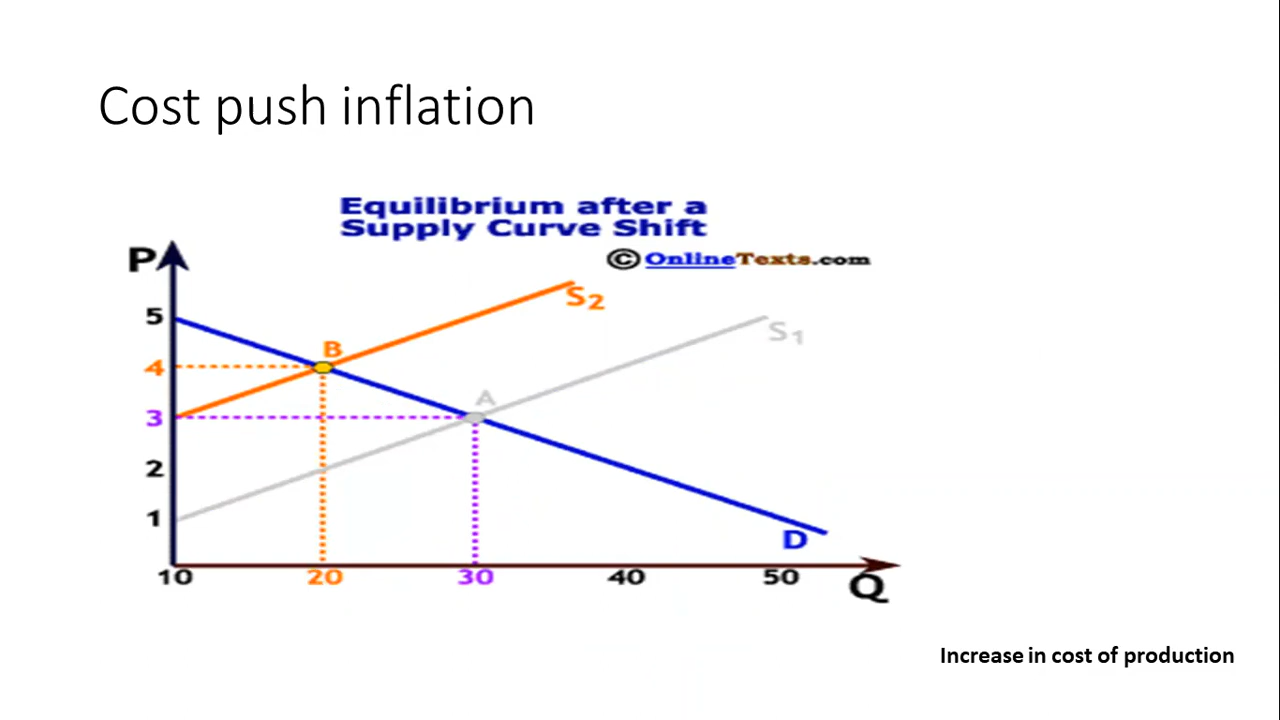 Cost push inflation
Equilibrium after a
Supply Curve Shift
© OnlineTexts.com
P
5
S2
S1
B
4
A
3
2
1
D
10 20 30 40 50
Q
Increase in cost of production